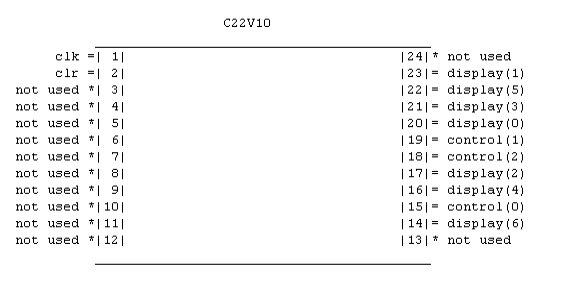 C22V10
clk =| 1| |24|* not used
clr =| 2| |23|= display(1)
not used *| 3| |22|= display(5)
not used *| 4| |21|= display(3)
not used *| 5| |20|= display(0)
not used *| 6| |19|= control(1)
not used *| 7| |18|= control(2)
not used *| 8| |17|= display(2)
not used *| 9| |16|= display(4)
not used *|10| |15|= control(0)
not used *|11| |14|= display(6)
not used *|12| |13|* not used